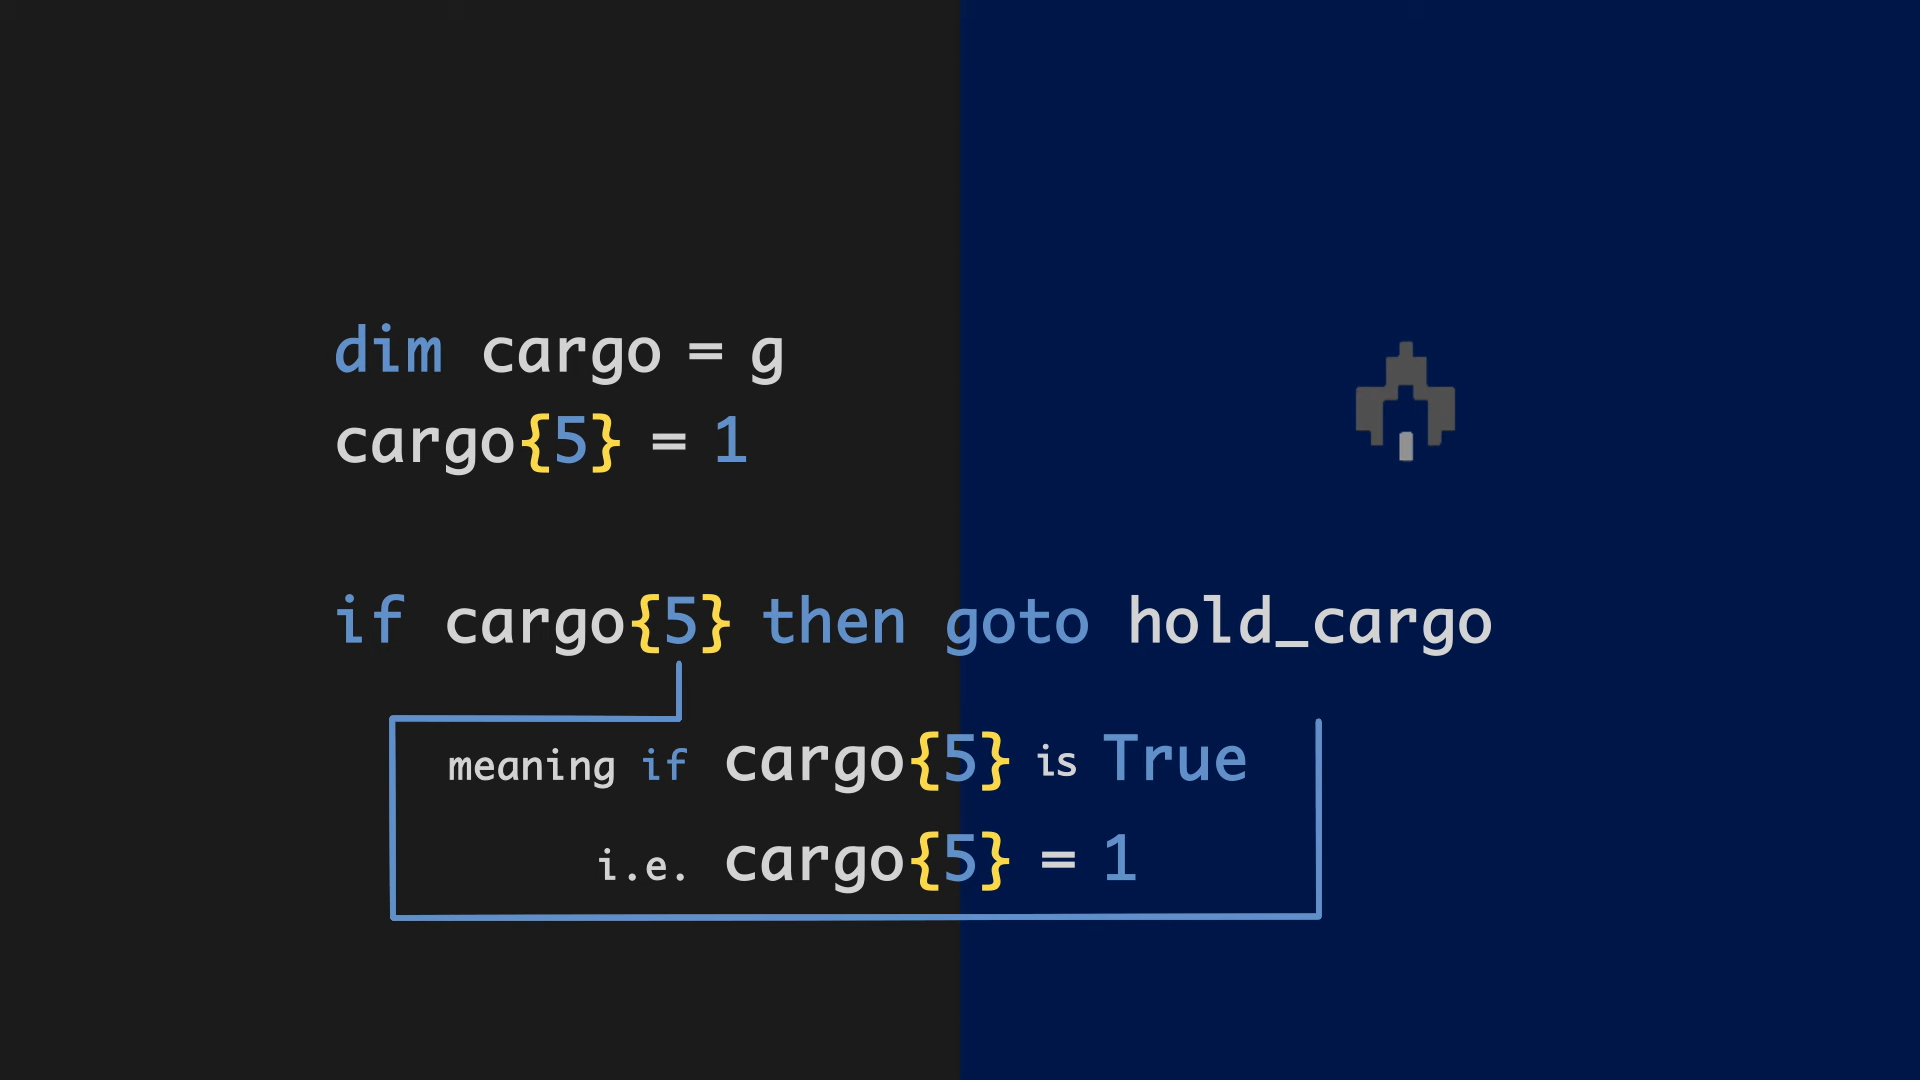 dim cargo = g
cargo{5} = 1
if cargo{5} then goto hold_cargo
meaning if cargo{5} is True
i.e. cargo{5} = 1